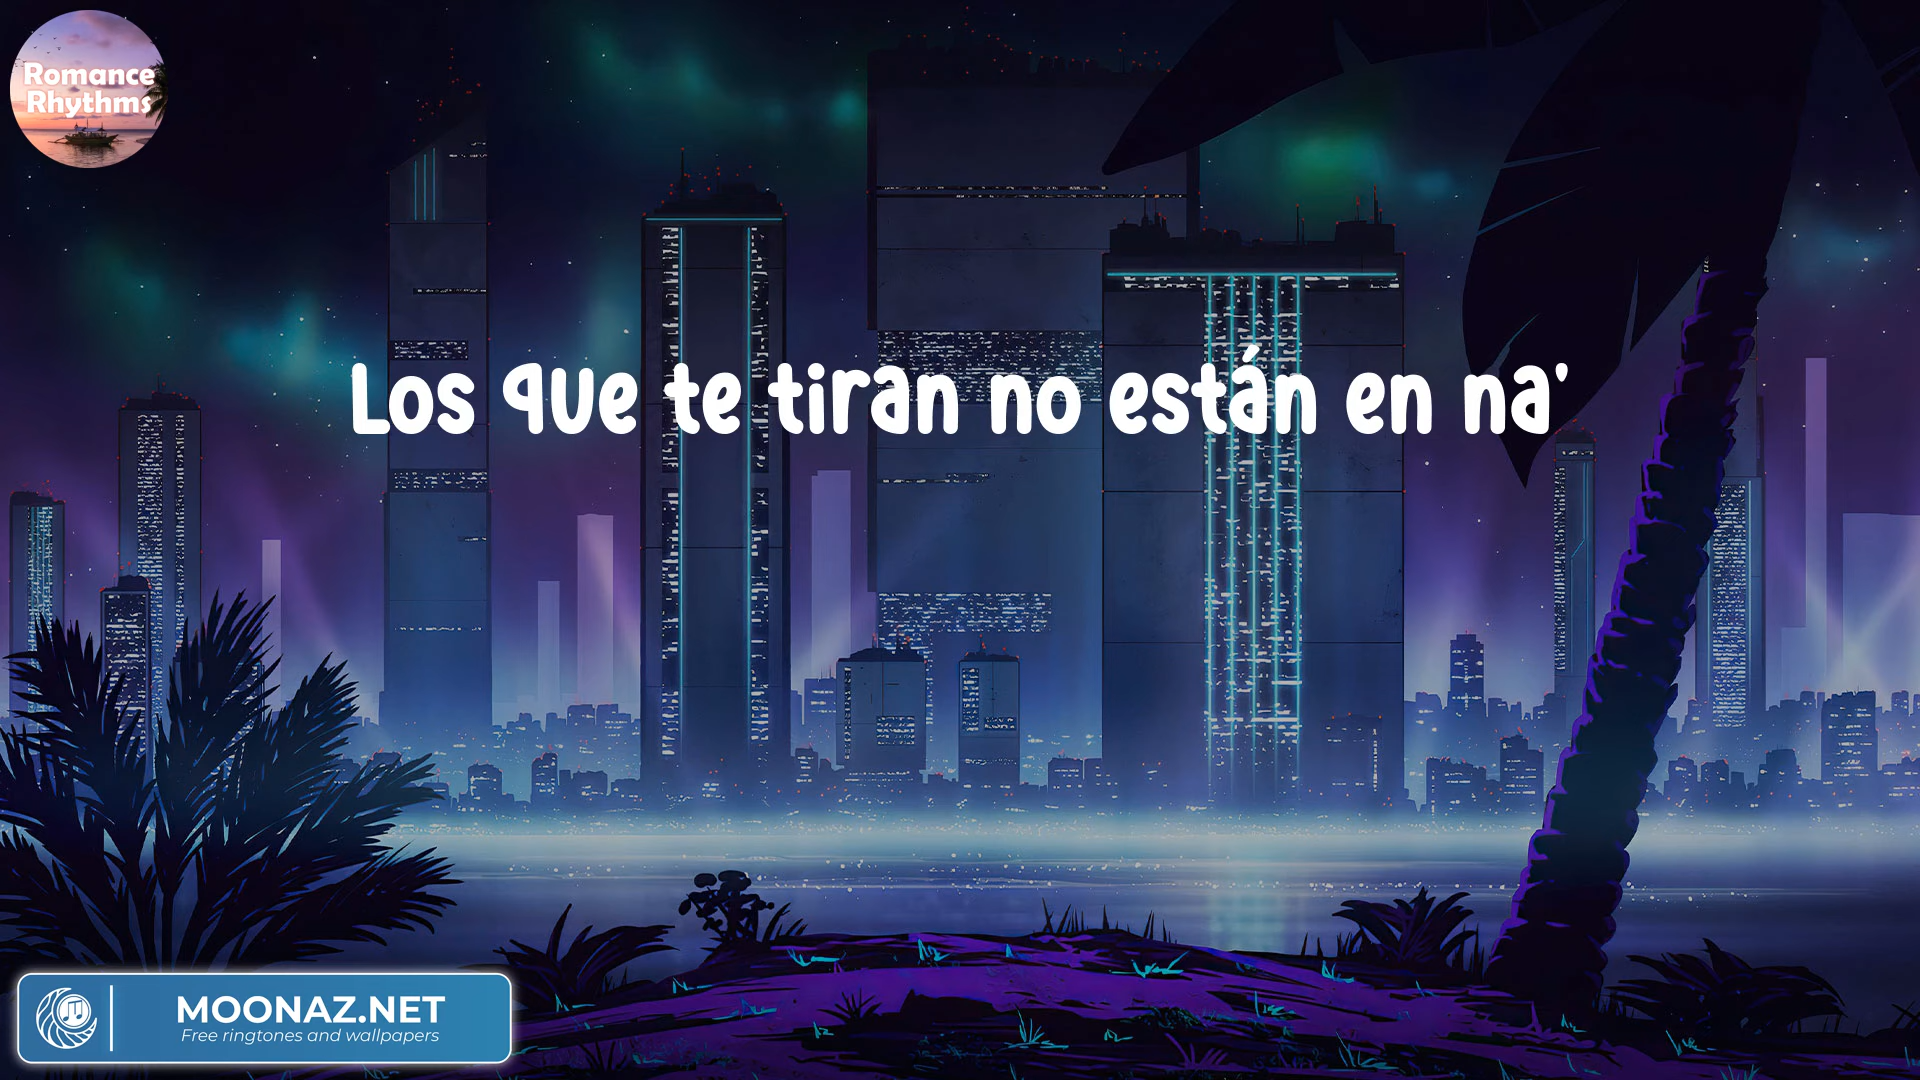 Romance
Rhythms
Los que te tiran no están en na'
MOONAZ.NET
Free ringtones and wallpapers